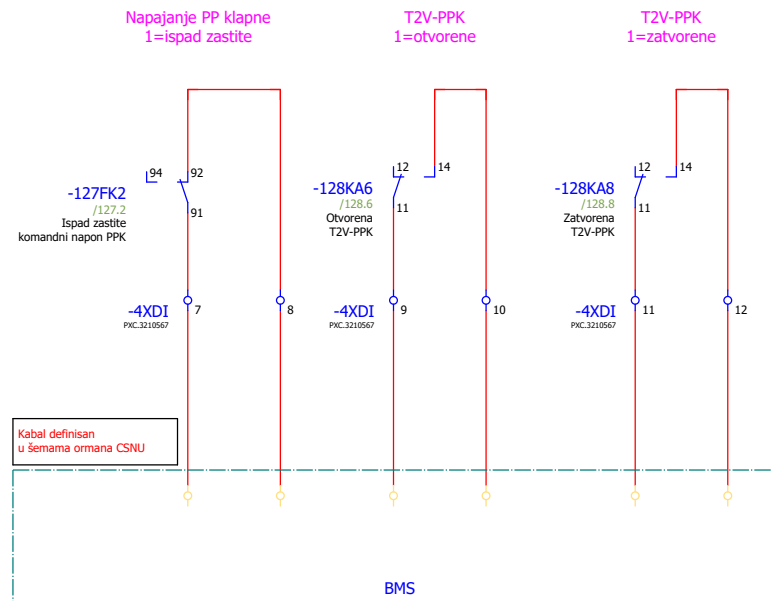 Napajanje PP klapne
1=ispad zastite
T2V-PPK
1=otvorene
T2V-PPK
1=zatvorene
94
92
-127FK2
/127.2
91
Ispad zastite
komandni napon PPK
12
14
-128KA6
/128.6
11
Otvorena
T2V-PPK
12
14
-128KA8
/128.8
11
Zatvorena
T2V-PPK
-4XDI
PXC.3210567
7
8
-4XDI
PXC.3210567
9
10
-4XDI
PXC.3210567
11
12
Kabal definisan
u šemama ormana CSNU
BMS